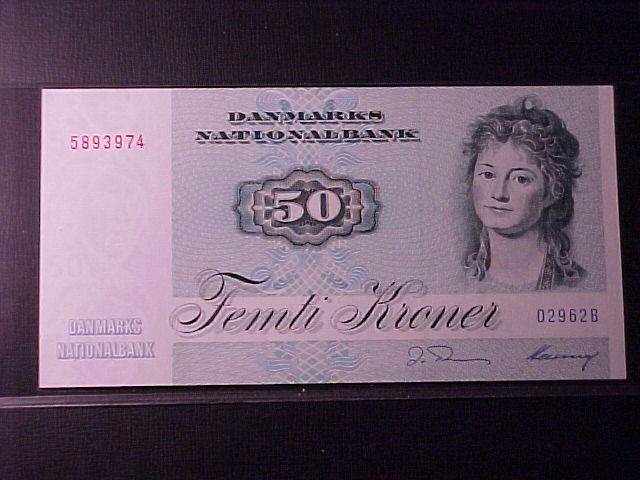 DANMARKS
NATIONALBANK
5893974
50
Femti Kroner
D2962B
DANMARKS
NATIONALBANK